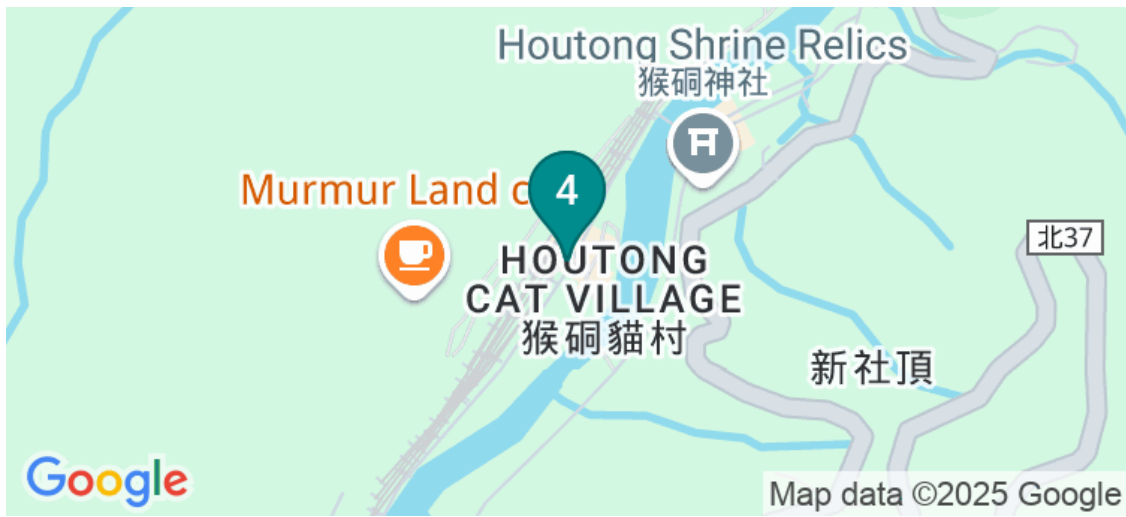 Houtong Shrine Relics
猴硐神社
Murmur Land c
4
HOUTONG
CAT VILLAGE
猴硐貓村
北37
新社頂
Google
Map data ©2025 Google